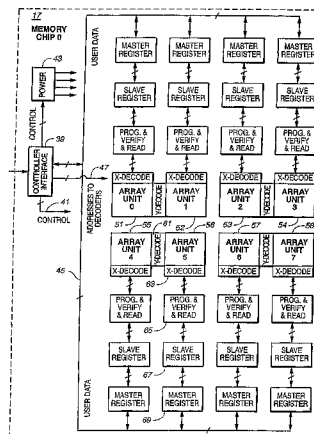 17
MEMORY
CHIP 0
43
POWER
CONTROL
39
CONTROLLER
INTERFACE
41
CONTROL
47
45
ADDRESSES TO
DECODERS
USER DATA
MASTER
REGISTER
MASTER
REGISTER
MASTER
REGISTER
MASTER
REGISTER
SLAVE
REGISTER
SLAVE
REGISTER
SLAVE
REGISTER
SLAVE
REGISTER
PROG. &
VERIFY
& READ
PROG. &
VERIFY
& READ
PROG. &
VERIFY
& READ
PROG. &
VERIFY
& READ
X-DECODE
X-DECODE
X-DECODE
X-DECODE
ARRAY
UNIT
0
Y-DECODE
ARRAY
UNIT
1
ARRAY
UNIT
2
Y-DECODE
ARRAY
UNIT
3
51 55 61 52 56 53 57 54 58
ARRAY
UNIT
4
Y-DECODE
ARRAY
UNIT
5
ARRAY
UNIT
6
Y-DECODE
ARRAY
UNIT
7
X-DECODE
X-DECODE
X-DECODE
X-DECODE
63
PROG. &
VERIFY
& READ
PROG. &
VERIFY
& READ
PROG. &
VERIFY
& READ
PROG. &
VERIFY
& READ
65
SLAVE
REGISTER
SLAVE
REGISTER
SLAVE
REGISTER
SLAVE
REGISTER
67
MASTER
REGISTER
MASTER
REGISTER
MASTER
REGISTER
MASTER
REGISTER
69
USER DATA